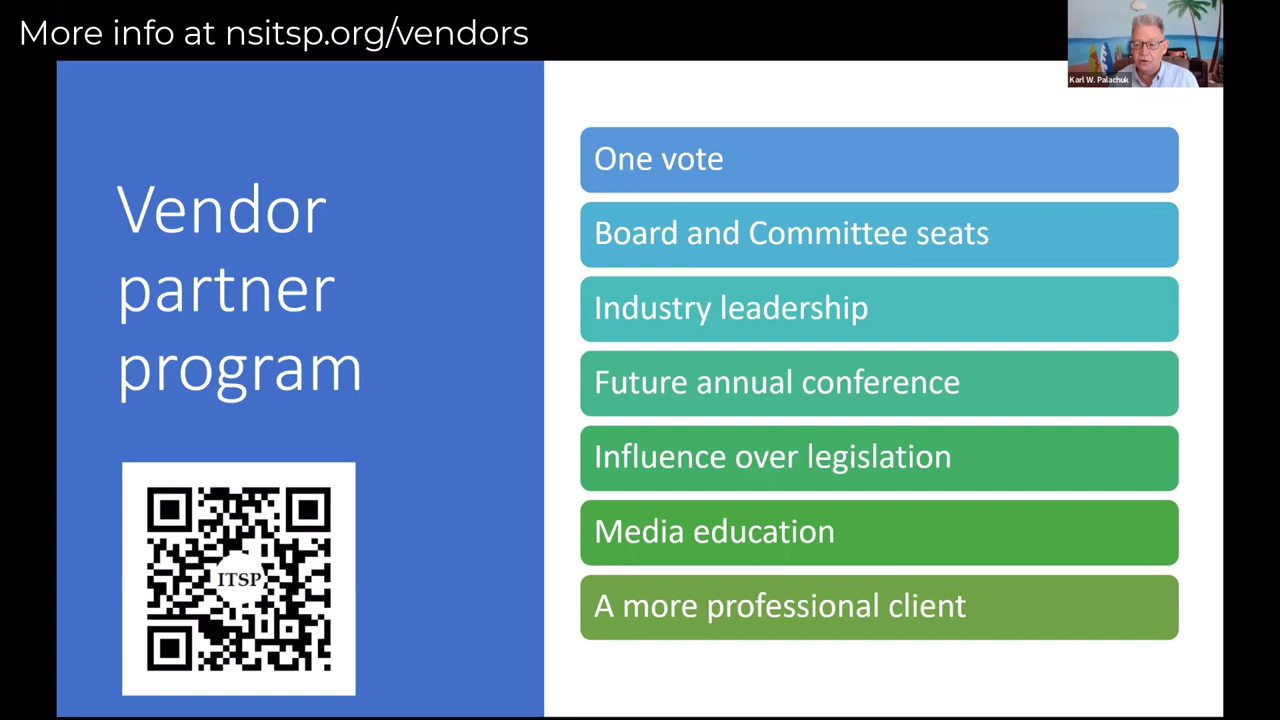 More info at nsitsp.org/vendors
Karl W. Palachuk
Vendor
partner
program
ITSP
One vote
Board and Committee seats
Industry leadership
Future annual conference
Influence over legislation
Media education
A more professional client